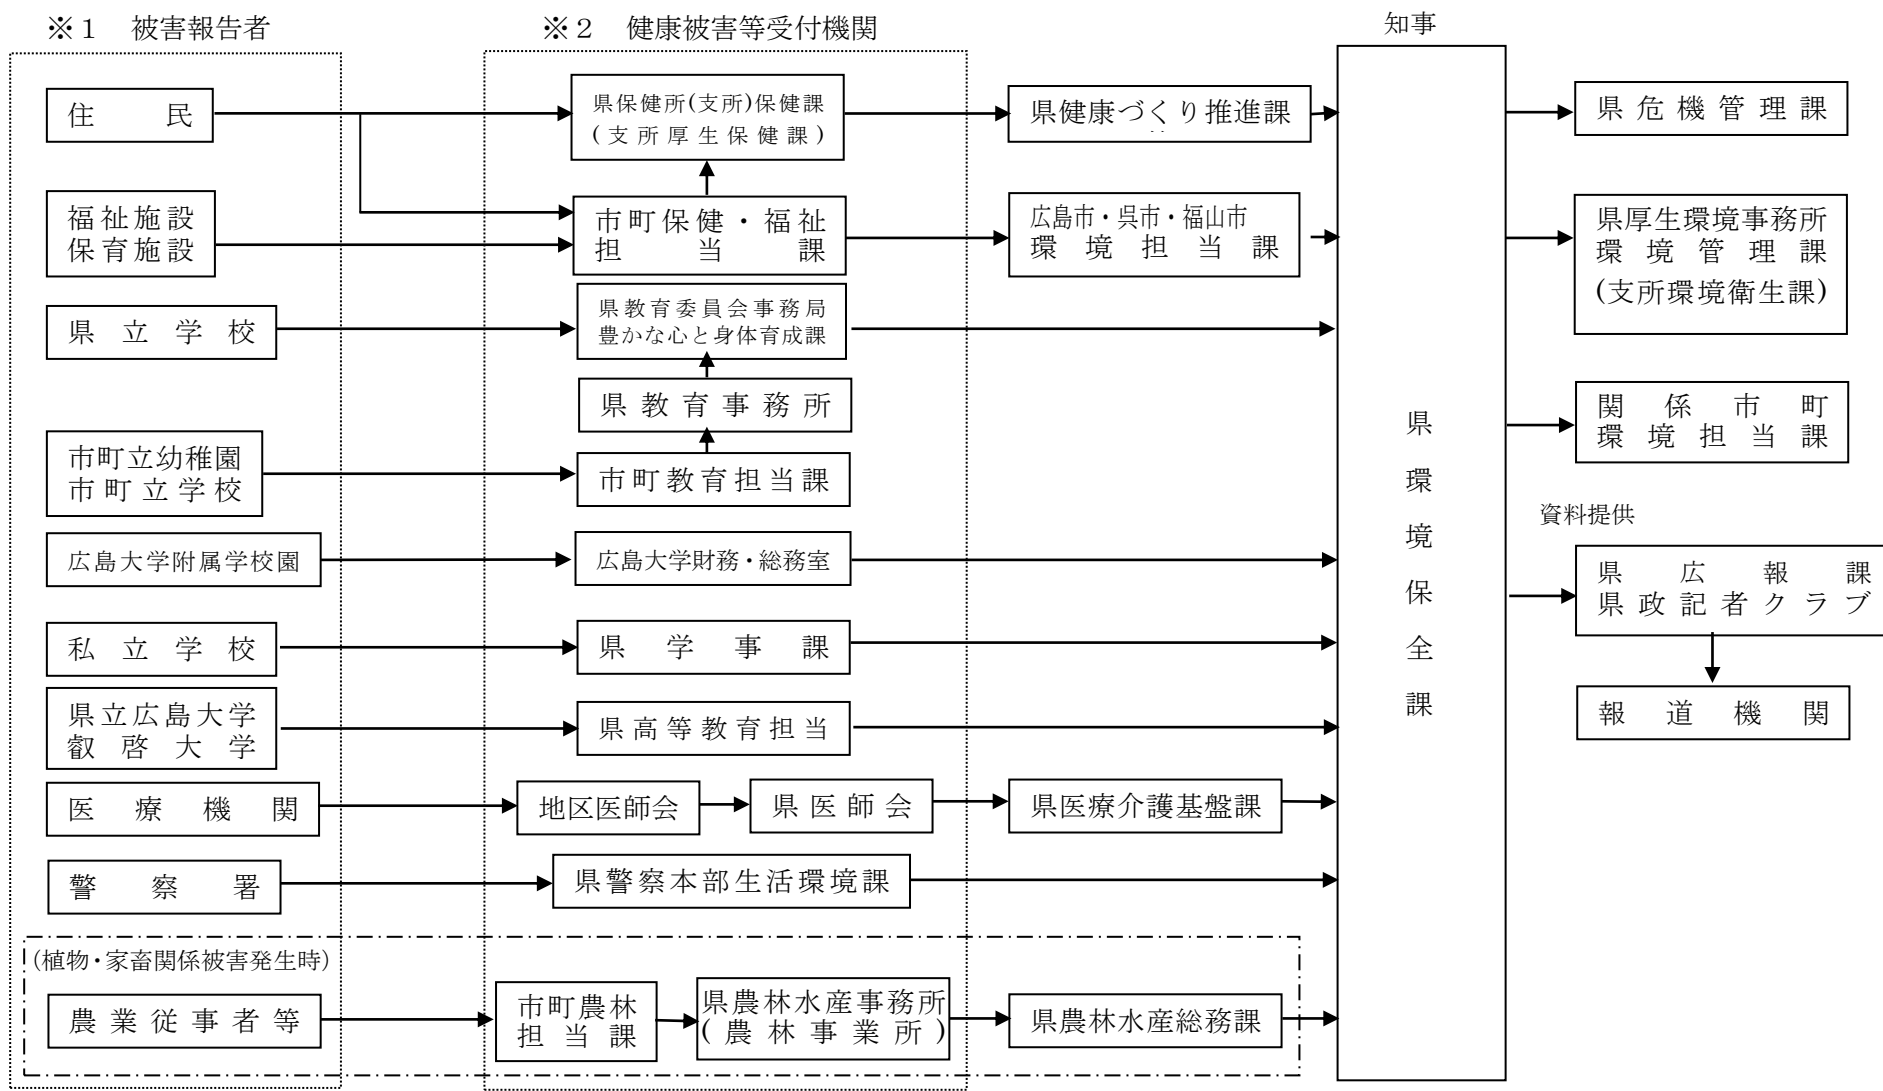 ※１　被害報告者
※２　健康被害等受付機関
知事
住民
県保健所(支所)保健課
(支所厚生保健課)
県健康づくり推進課
県危機管理課
福祉施設
保育施設
市町保健・福祉
担当課
広島市・呉市・福山市
環境担当課
県厚生環境事務所
環境管理課
(支所環境衛生課)
県立学校
県教育委員会事務局
豊かな心と身体育成課
県教育事務所
県環境保全課
関係市町
環境担当課
市町立幼稚園
市町立学校
市町教育担当課
資料提供
広島大学附属学校園
広島大学財務・総務室
県広報課
県政記者クラブ
私立学校
県学事課
報道機関
県立広島大学
叡啓大学
県高等教育担当
医療機関
地区医師会
県医師会
県医療介護基盤課
警察署
県警察本部生活環境課
(植物・家畜関係被害発生時)
農業従事者等
市町農林
担当課
県農林水産事務所
(農林事業所)
県農林水産総務課